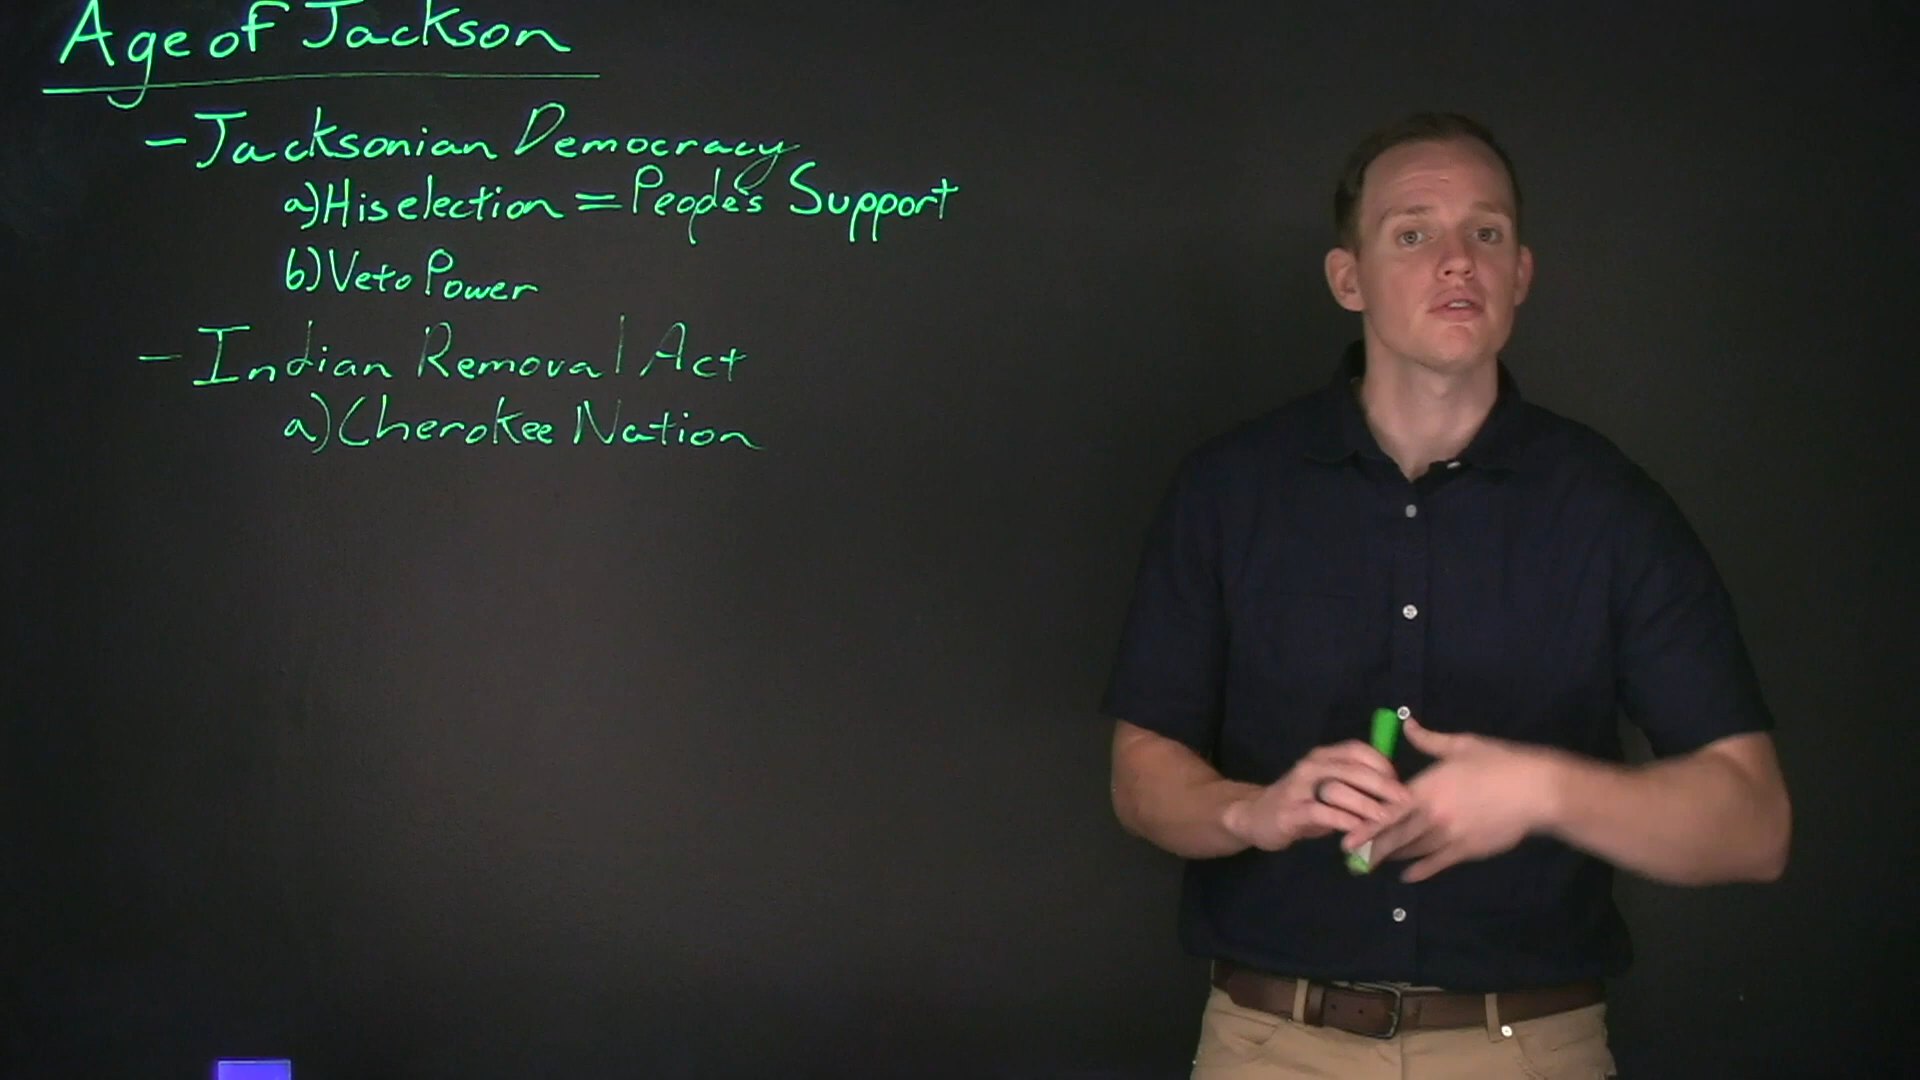 Age of Jackson
- Jacksonian Democracy
a) His election = People's Support
b) Veto Power
- Indian Removal Act
a) Cherokee Nation